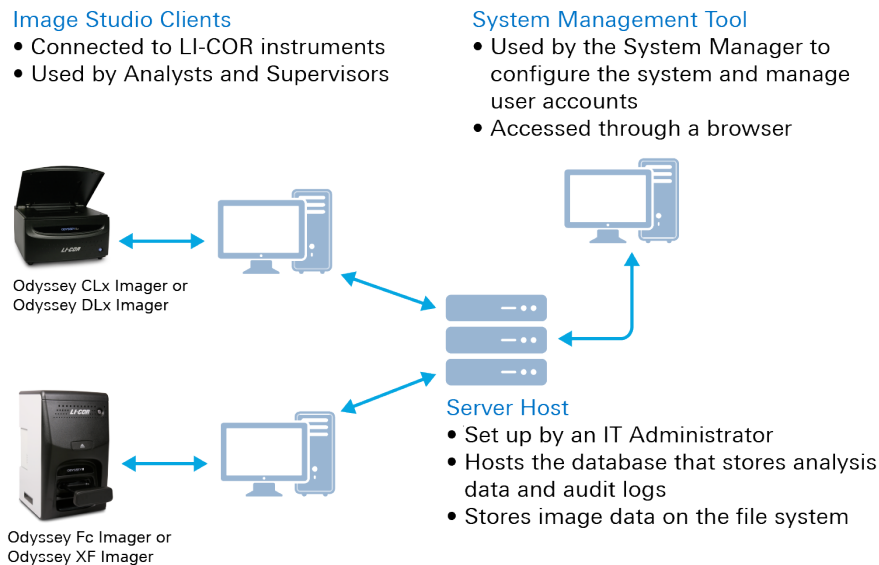 Image Studio Clients
• Connected to LI-COR instruments
• Used by Analysts and Supervisors
System Management Tool
• Used by the System Manager to
configure the system and manage
user accounts
• Accessed through a browser
LI-COR
Odyssey CLx Imager or
Odyssey DLx Imager
LI-COR
Odyssey Fc Imager or
Odyssey XF Imager
Server Host
• Set up by an IT Administrator
• Hosts the database that stores analysis
data and audit logs
• Stores image data on the file system